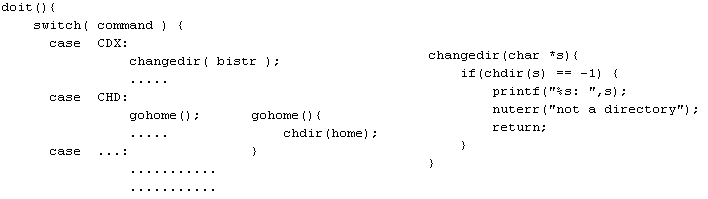 doit(){
switch( command ) {
case CDX:
changedir( bistr );
.....
case CHD:
gohome();
.....
case ...:
...........
...........
gohome(){
chdir(home);
}
changedir(char *s){
if(chdir(s) == -1) {
printf("%s: ",s);
nuterr("not a directory");
return;
}
}